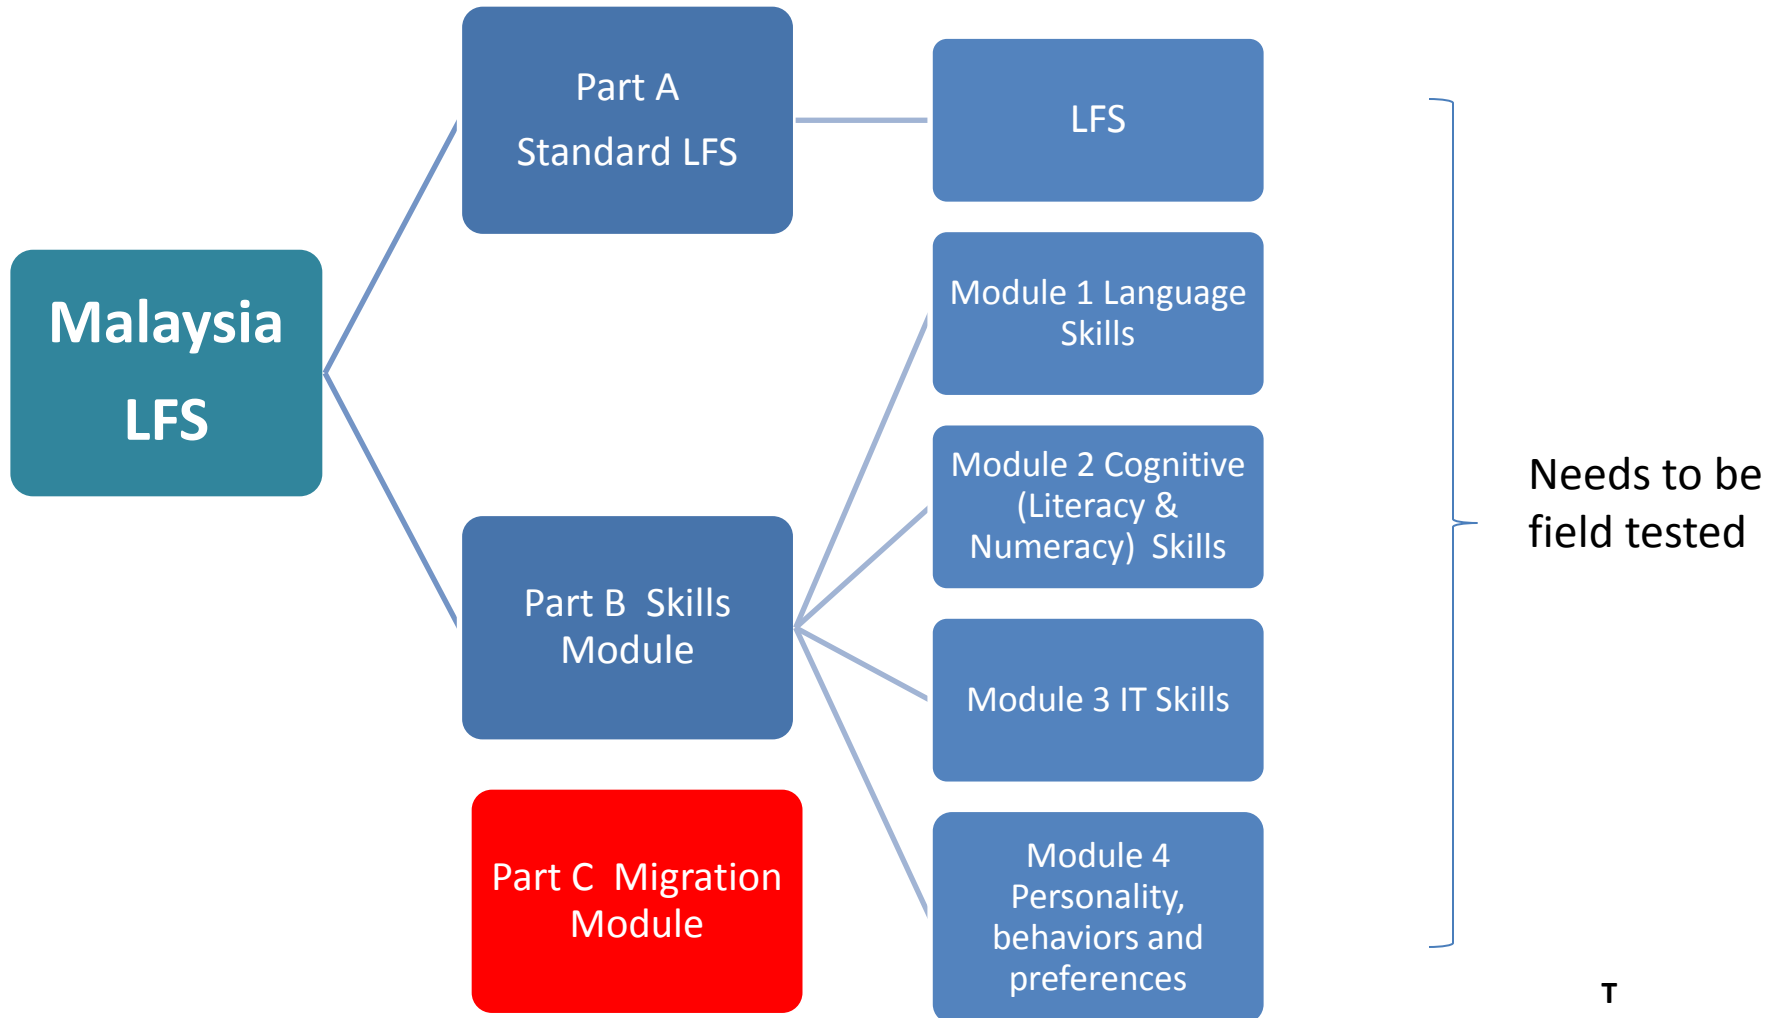 Malaysia
LFS
Part A
Standard LFS
LFS
Part B  Skills
Module
Module 1 Language
Skills
Module 2 Cognitive
(Literacy &
Numeracy)  Skills
Module 3 IT Skills
Module 4
Personality,
behaviors and
preferences
Part C  Migration
Module
Needs to be
field tested
T